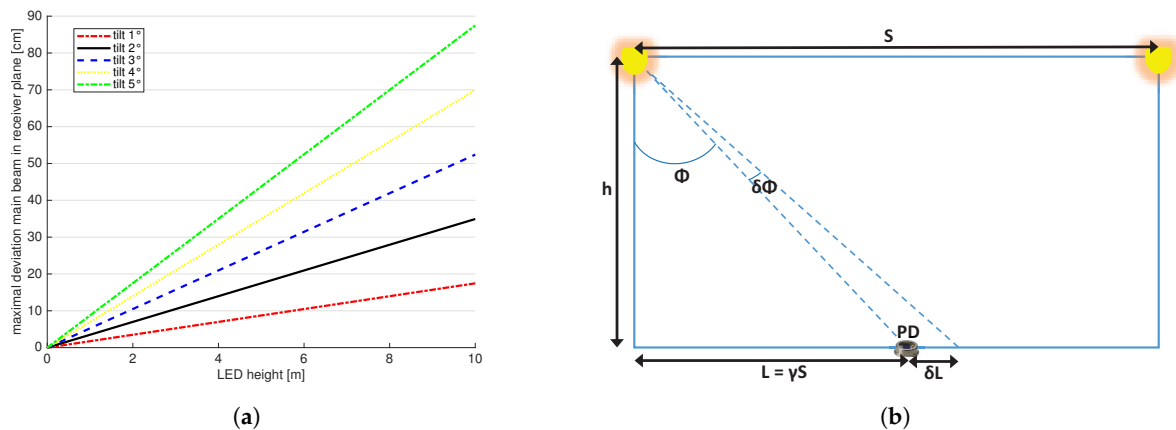 90
80
70
60
50
40
30
20
10
0
maximal deviation main beam in receiver plane [cm]
tilt 1°
tilt 2°
tilt 3°
tilt 4°
tilt 5°
0 2 4 6 8 10
LED height [m]
(a)
S
h
Φ
δΦ
PD
L = γS
δL
(b)